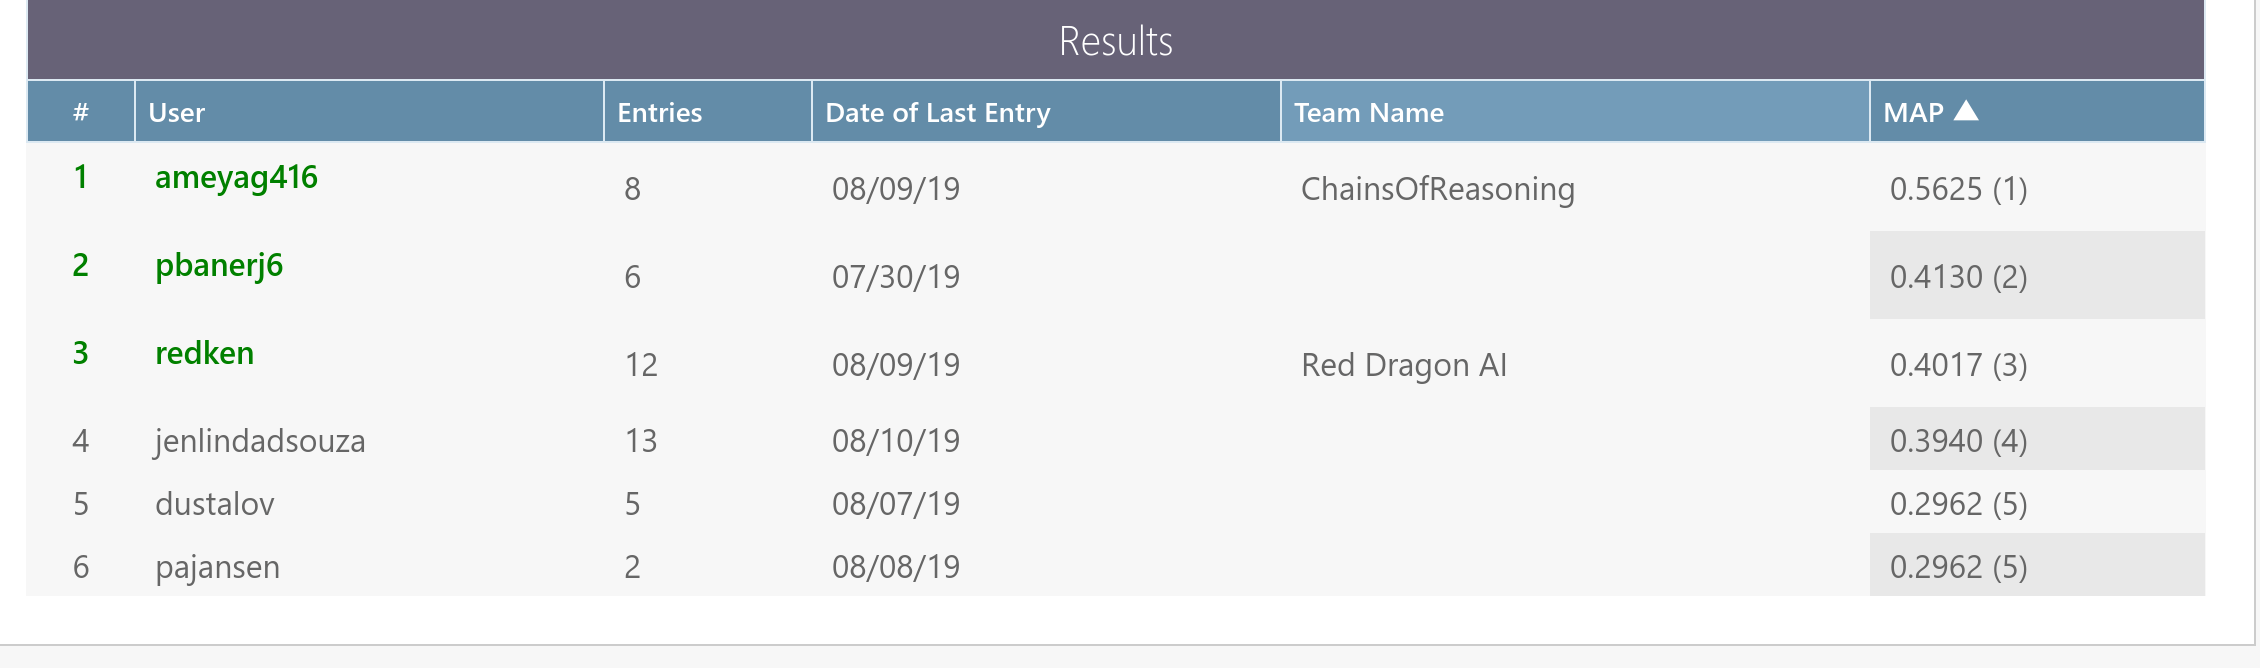 Results
# User Entries Date of Last Entry Team Name MAP ▲
1 ameyag416 8 08/09/19 ChainsOfReasoning 0.5625 (1)
2 pbanerj6 6 07/30/19 0.4130 (2)
3 redken 12 08/09/19 Red Dragon AI 0.4017 (3)
4 jenlindadsouza 13 08/10/19 0.3940 (4)
5 dustalov 5 08/07/19 0.2962 (5)
6 pajansen 2 08/08/19 0.2962 (5)